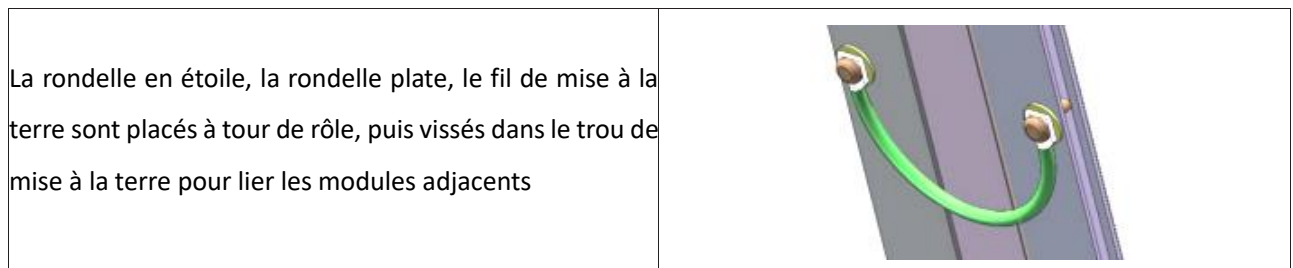 La rondelle en étoile, la rondelle plate, le fil de mise à la
terre sont placés à tour de rôle, puis vissés dans le trou de
mise à la terre pour lier les modules adjacents